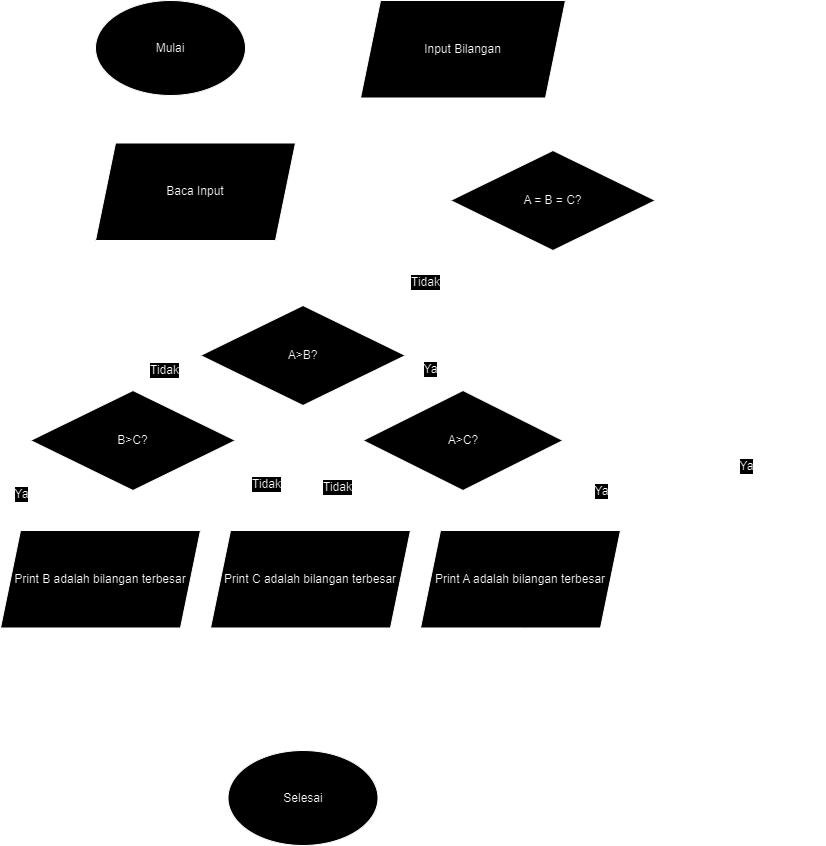 Mulai
Input Bilangan
Baca Input
A = B = C?
Tidak
A>B?
Tidak
Ya
B>C?
A>C?
Ya
Tidak
Tidak
Ya
Ya
Print B adalah bilangan terbesar
Print C adalah bilangan terbesar
Print A adalah bilangan terbesar
Selesai